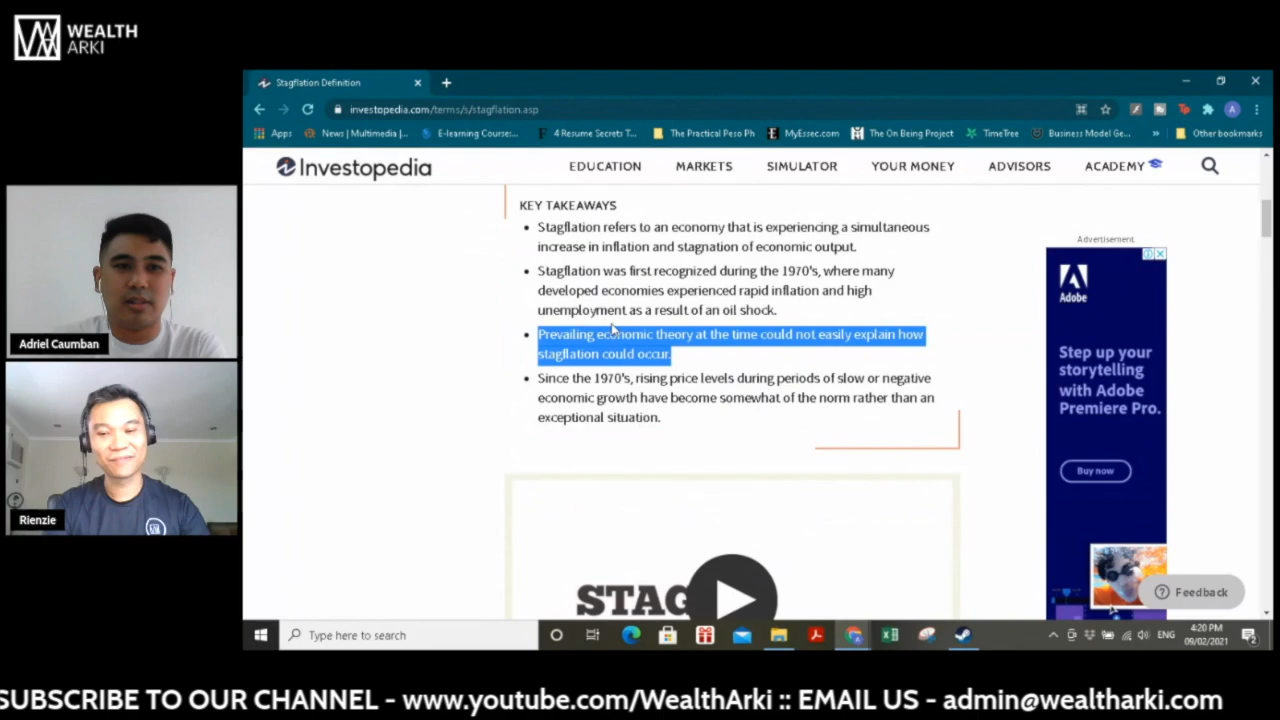 WEALTH
ARKI
Adriel Caumban
Rienzie
Stagflation Definition
investopedia.com/terms/s/stagflation.asp
Apps
News | Multimedia |...
E-learning Course:...
4 Resume Secrets T...
The Practical Peso Ph
MyEssec.com
The On Being Project
TimeTree
Business Model Ge...
Other bookmarks
Investopedia
EDUCATION MARKETS SIMULATOR YOUR MONEY ADVISORS ACADEMY
KEY TAKEAWAYS
Stagflation refers to an economy that is experiencing a simultaneous
increase in inflation and stagnation of economic output.
Stagflation was first recognized during the 1970's, where many
developed economies experienced rapid inflation and high
unemployment as a result of an oil shock.
Prevailing economic theory at the time could not easily explain how
stagflation could occur.
Since the 1970's, rising price levels during periods of slow or negative
economic growth have become somewhat of the norm rather than an
exceptional situation.
STAG
Advertisement
Adobe
Step up your
storytelling
with Adobe
Premiere Pro.
Buy now
Feedback
Type here to search
ENG
4:20 PM
09/02/2021
SUBSCRIBE TO OUR CHANNEL - www.youtube.com/WealthArki :: EMAIL US - admin@wealtharki.com